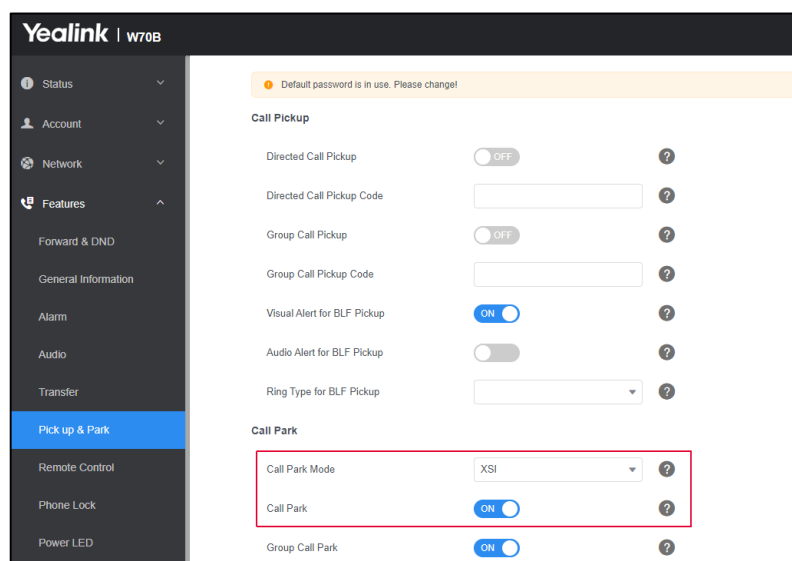 Yealink | W70B
Status
Account
Network
Features
Forward & DND
General Information
Alarm
Audio
Transfer
Pick up & Park
Remote Control
Phone Lock
Power LED
Default password is in use. Please change!
Call Pickup
Directed Call Pickup OFF
Directed Call Pickup Code
Group Call Pickup OFF
Group Call Pickup Code
Visual Alert for BLF Pickup ON
Audio Alert for BLF Pickup
Ring Type for BLF Pickup
Call Park
Call Park Mode XSI
Call Park ON
Group Call Park ON